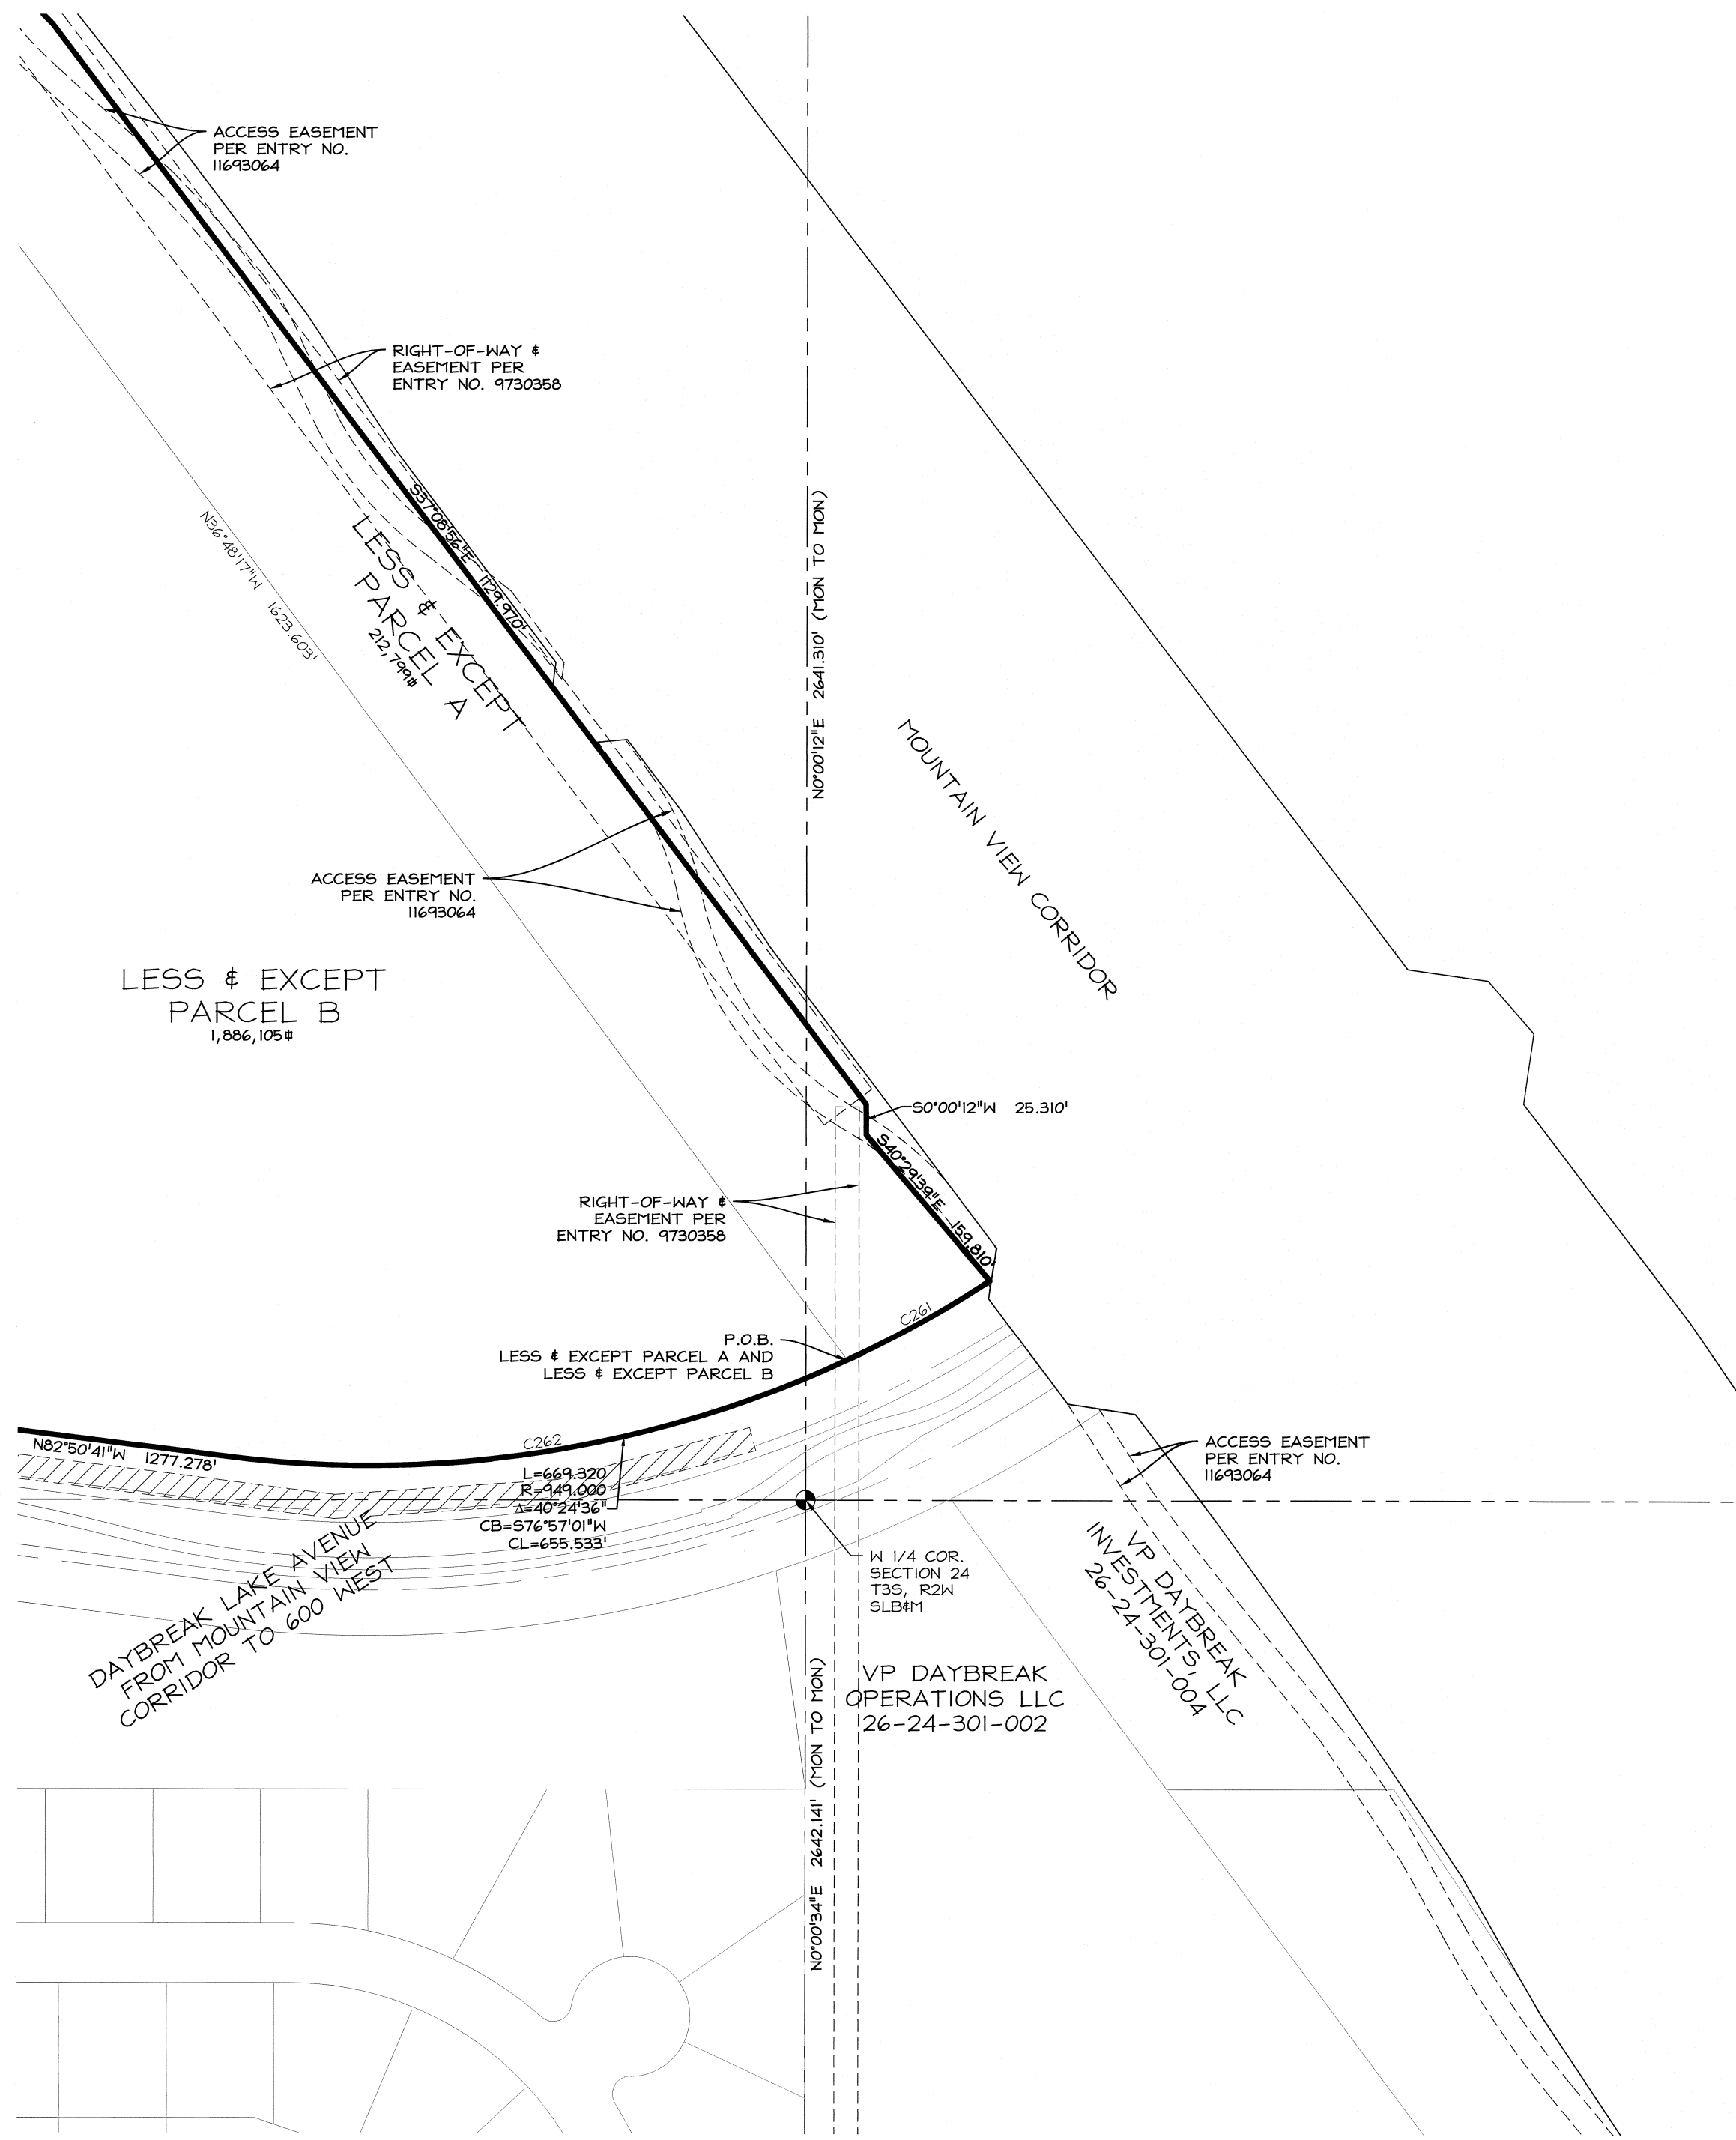 ACCESS EASEMENT
PER ENTRY NO.
11693064
RIGHT-OF-WAY &
EASEMENT PER
ENTRY NO. 9730358
S37°08'56"E 1129.970'
N36°48'17"W 1623.603'
LESS & EXCEPT
PARCEL A
212,799⌗
N0°00'12"E 2641.310' (MON TO MON)
MOUNTAIN VIEW CORRIDOR
ACCESS EASEMENT
PER ENTRY NO.
11693064
LESS & EXCEPT
PARCEL B
1,886,105⌗
S0°00'12"W 25.310'
S40°29'39"E 159.810'
RIGHT-OF-WAY &
EASEMENT PER
ENTRY NO. 9730358
C261
P.O.B.
LESS & EXCEPT PARCEL A AND
LESS & EXCEPT PARCEL B
N82°50'41"W 1277.278'
C262
L=669.320
R=949.000
Δ=40°24'36"
CB=S76°57'01"W
CL=655.533'
ACCESS EASEMENT
PER ENTRY NO.
11693064
DAYBREAK LAKE AVENUE
FROM MOUNTAIN VIEW
CORRIDOR TO 600 WEST
W 1/4 COR.
SECTION 24
T3S, R2W
SLB&M
VP DAYBREAK
INVESTMENTS, LLC
26-24-301-004
VP DAYBREAK
OPERATIONS LLC
26-24-301-002
N0°00'34"E 2642.141' (MON TO MON)